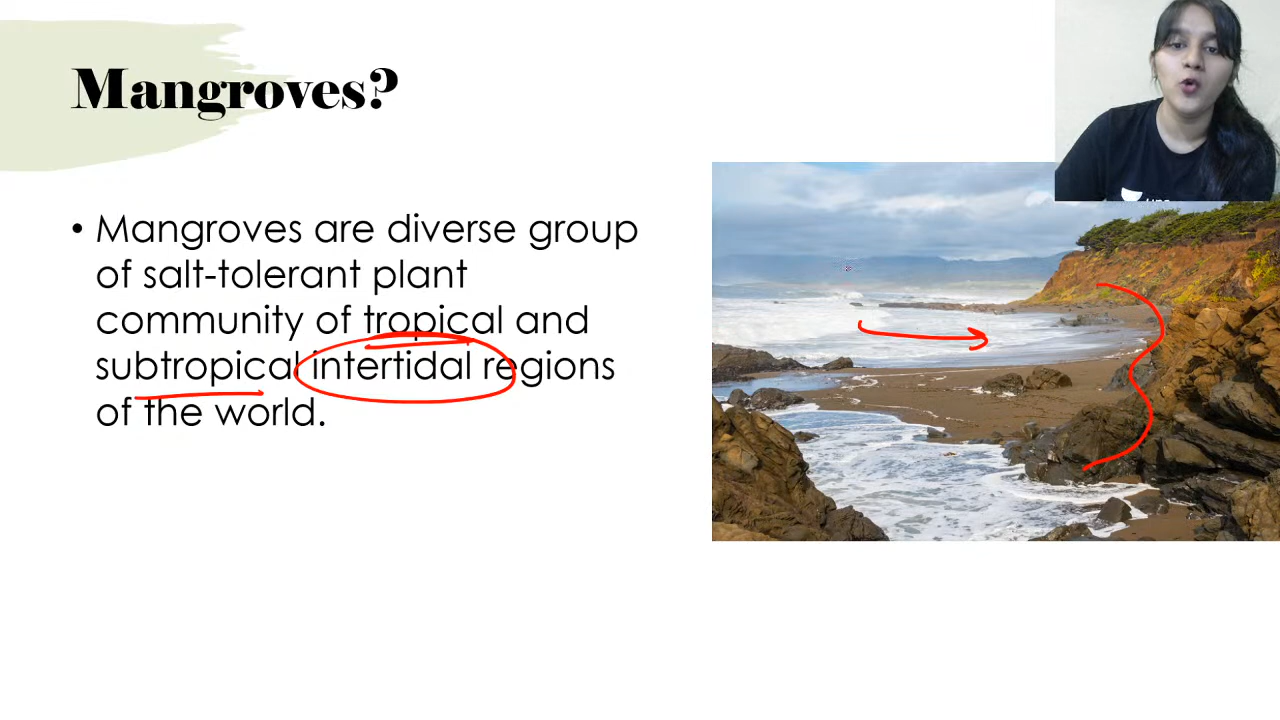 Mangroves?
• Mangroves are diverse group
of salt-tolerant plant
community of tropical and
subtropical intertidal regions
of the world.